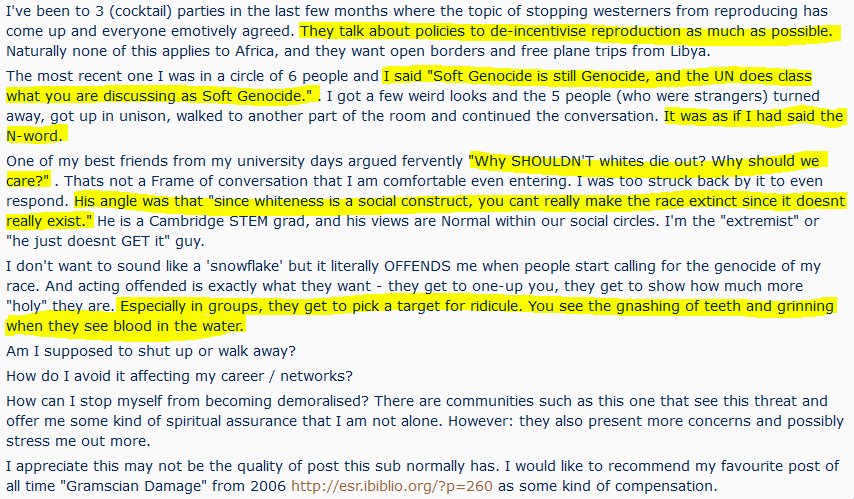 I've been to 3 (cocktail) parties in the last few months where the topic of stopping westerners from reproducing has
come up and everyone emotively agreed. They talk about policies to de-incentivise reproduction as much as possible.
Naturally none of this applies to Africa, and they want open borders and free plane trips from Libya.
The most recent one I was in a circle of 6 people and I said "Soft Genocide is still Genocide, and the UN does class
what you are discussing as Soft Genocide." . I got a few weird looks and the 5 people (who were strangers) turned
away, got up in unison, walked to another part of the room and continued the conversation. It was as if I had said the
N-word.
One of my best friends from my university days argued fervently "Why SHOULDN'T whites die out? Why should we
care?" . Thats not a Frame of conversation that I am comfortable even entering. I was too struck back by it to even
respond. His angle was that "since whiteness is a social construct, you cant really make the race extinct since it doesnt
really exist." He is a Cambridge STEM grad, and his views are Normal within our social circles. I'm the "extremist" or
"he just doesnt GET it" guy.
I don't want to sound like a 'snowflake' but it literally OFFENDS me when people start calling for the genocide of my
race. And acting offended is exactly what they want - they get to one-up you, they get to show how much more
"holy" they are. Especially in groups, they get to pick a target for ridicule. You see the gnashing of teeth and grinning
when they see blood in the water.
Am I supposed to shut up or walk away?
How do I avoid it affecting my career / networks?
How can I stop myself from becoming demoralised? There are communities such as this one that see this threat and
offer me some kind of spiritual assurance that I am not alone. However: they also present more concerns and possibly
stress me out more.
I appreciate this may not be the quality of post this sub normally has. I would like to recommend my favourite post of
all time "Gramscian Damage" from 2006 http://esr.ibiblio.org/?p=260 as some kind of compensation.